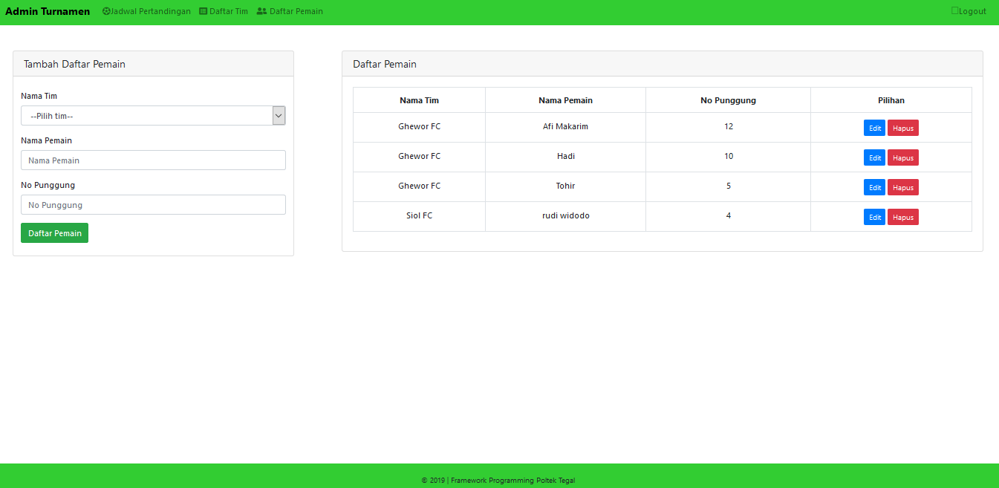 Admin Turnamen Jadwal Pertandingan Daftar Tim Daftar Pemain Logout
Tambah Daftar Pemain
Nama Tim
--Pilih tim--
Nama Pemain
Nama Pemain
No Punggung
No Punggung
Daftar Pemain
Daftar Pemain
Nama Tim Nama Pemain No Punggung Pilihan
Ghewor FC Afi Makarim 12 Edit Hapus
Ghewor FC Hadi 10 Edit Hapus
Ghewor FC Tohir 5 Edit Hapus
Siol FC rudi widodo 4 Edit Hapus
© 2019 | Framework Programming Poltek Tegal